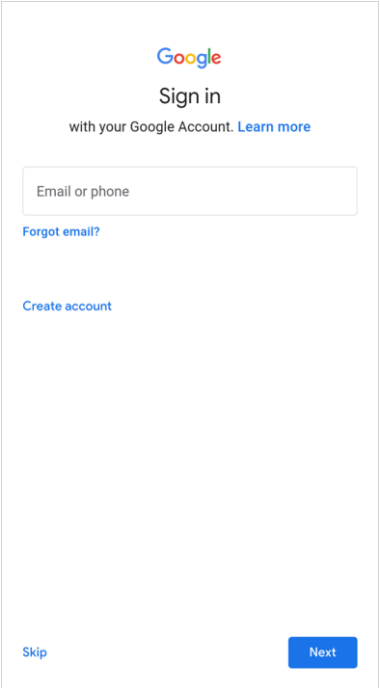 Google
Sign in
with your Google Account. Learn more
Email or phone
Forgot email?
Create account
Skip
Next